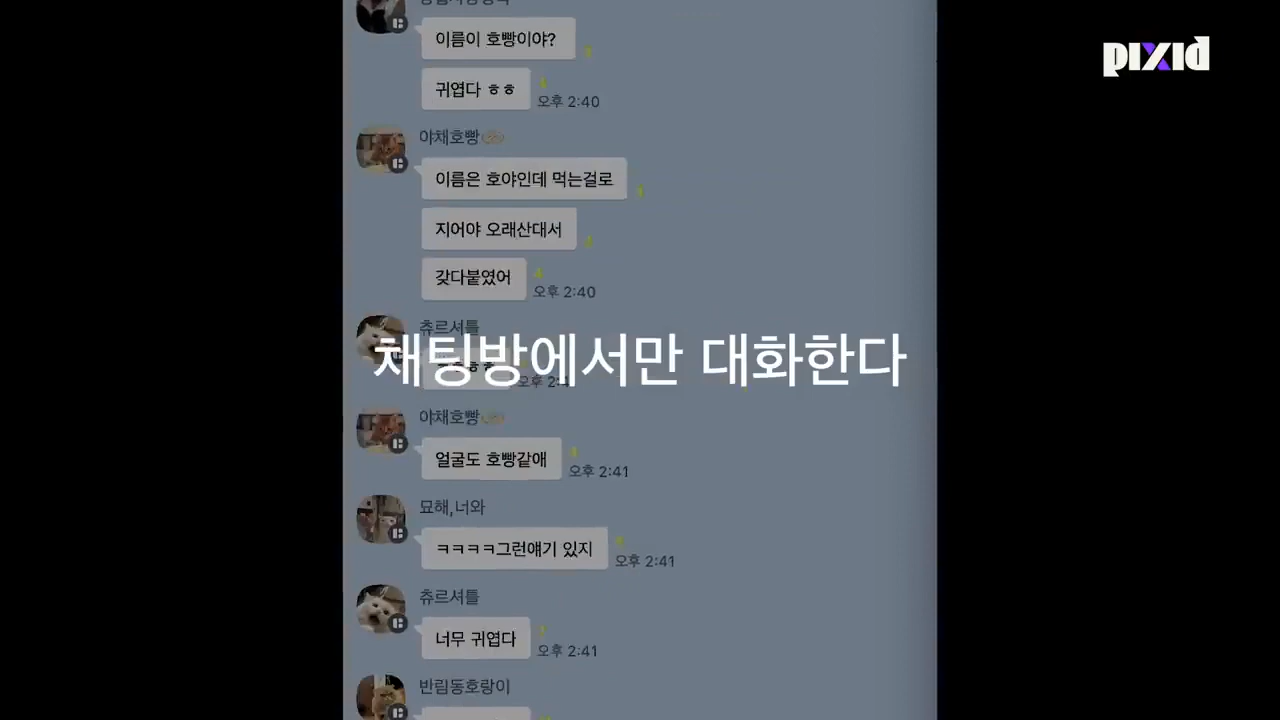 pixid
이름이 호빵이야?
귀엽다 ㅎㅎ
오후 2:40
야채호빵
이름은 호야인데 먹는걸로
지어야 오래산대서
갖다붙였어
오후 2:40
츄르셔틀
채팅방에서만 대화한다
야채호빵
얼굴도 호빵같애
오후 2:41
묘해,너와
ㅋㅋㅋㅋ그런얘기 있지
오후 2:41
츄르셔틀
너무 귀엽다
오후 2:41
반림동호랑이